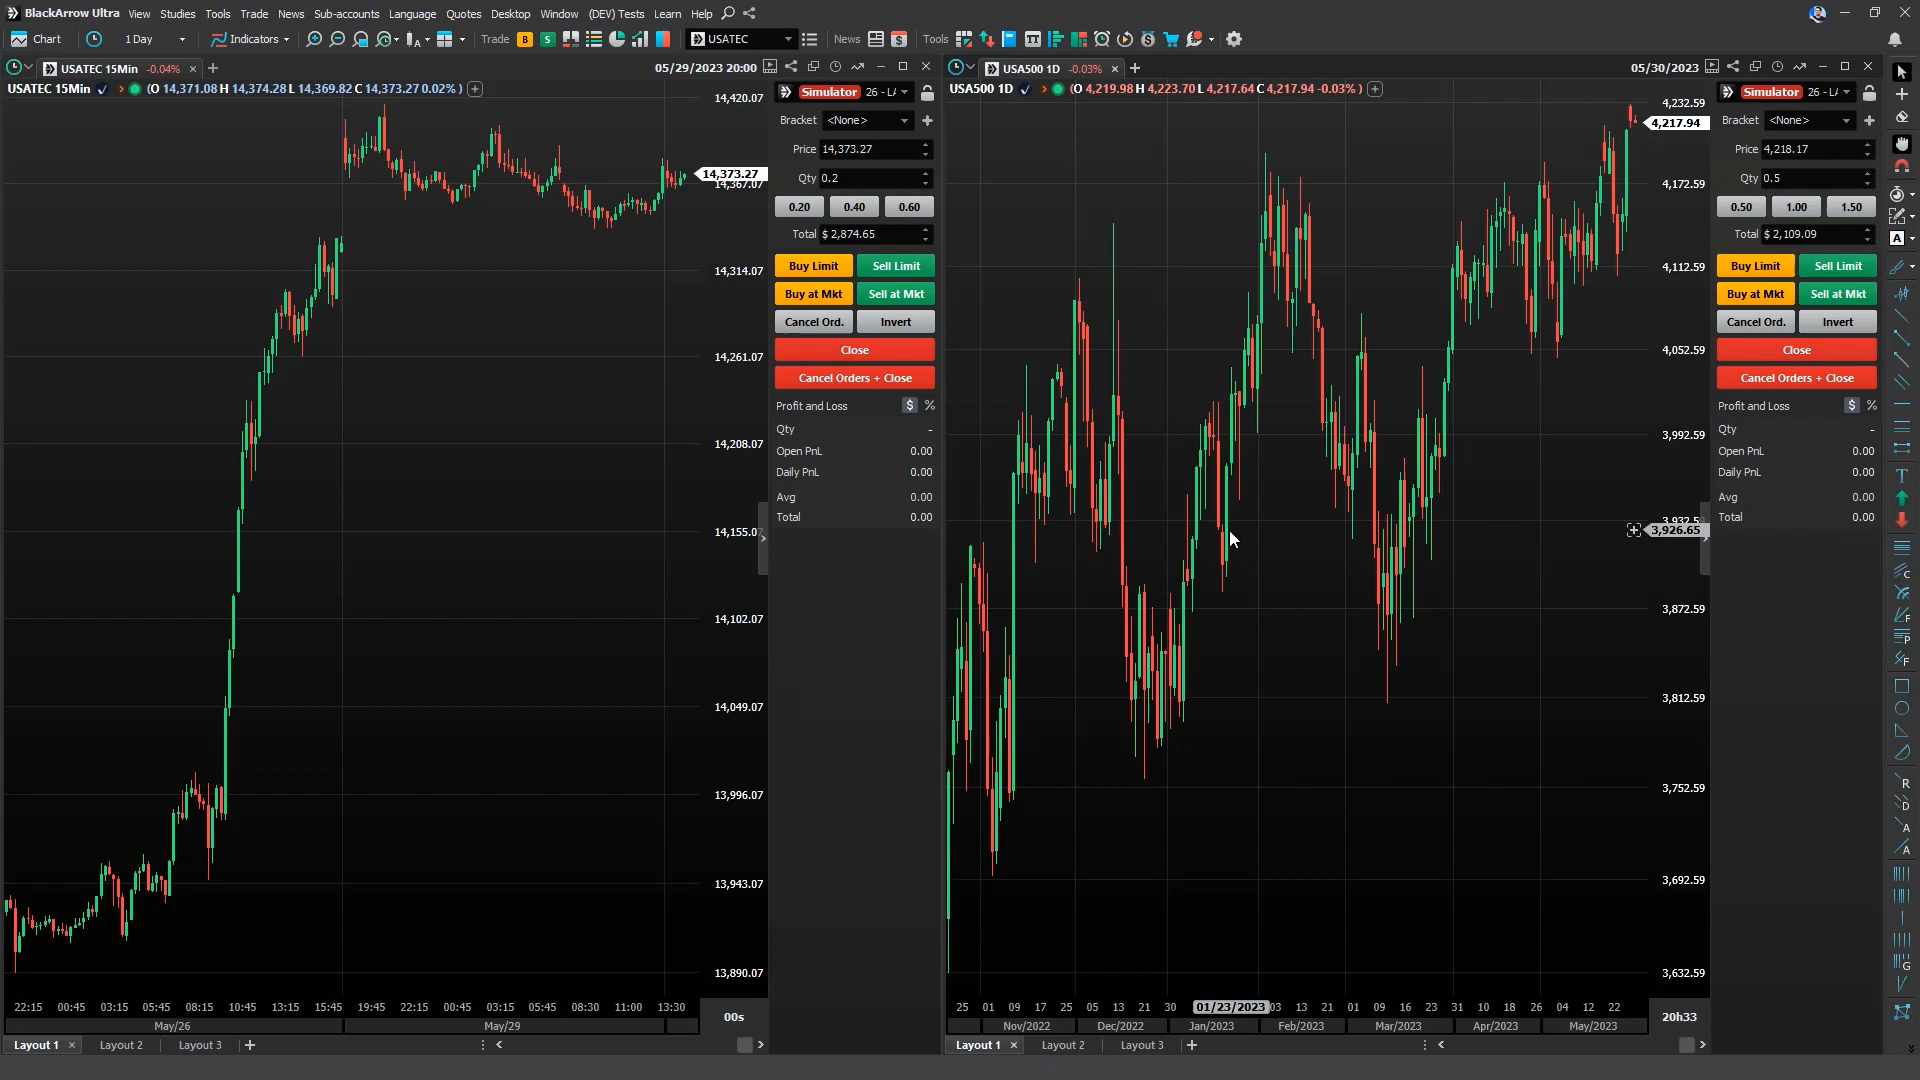 BlackArrow Ultra View Studies Tools Trade News Sub-accounts Language Quotes Desktop Window (DEV) Tests Learn Help
Chart 1 Day Indicators Trade B S USATEC News Tools
USATEC 15Min -0.04% 05/29/2023 20:00
USATEC 15Min (O 14,371.08 H 14,374.28 L 14,369.82 C 14,373.27 0.02% )
14,420.07
14,373.27
14,367.07
14,314.07
14,261.07
14,208.07
14,155.07
14,102.07
14,049.07
13,996.07
13,943.07
13,890.07
22:15 00:45 03:15 05:45 08:15 10:45 13:15 15:45 19:45 22:15 00:45 03:15 05:45 08:30 11:00 13:30
00s
May/26 May/29
Layout 1 Layout 2 Layout 3
Simulator 26 - LA
Bracket <None>
Price 14,373.27
Qty 0.2
0.20 0.40 0.60
Total $ 2,874.65
Buy Limit Sell Limit
Buy at Mkt Sell at Mkt
Cancel Ord. Invert
Close
Cancel Orders + Close
Profit and Loss $ %
Qty -
Open PnL 0.00
Daily PnL 0.00
Avg 0.00
Total 0.00
USA500 1D -0.03% 05/30/2023
USA500 1D (O 4,219.98 H 4,223.70 L 4,217.64 C 4,217.94 -0.03% )
4,232.59
4,217.94
4,172.59
4,112.59
4,052.59
3,992.59
3,932.59
3,926.65
3,872.59
3,812.59
3,752.59
3,692.59
3,632.59
25 01 09 17 25 05 13 21 30 01/23/2023 03 13 21 01 09 16 23 31 10 18 26 04 12 22
20h33
Nov/2022 Dec/2022 Jan/2023 Feb/2023 Mar/2023 Apr/2023 May/2023
Layout 1 Layout 2 Layout 3
Simulator 26 - LA
Bracket <None>
Price 4,218.17
Qty 0.5
0.50 1.00 1.50
Total $ 2,109.09
Buy Limit Sell Limit
Buy at Mkt Sell at Mkt
Cancel Ord. Invert
Close
Cancel Orders + Close
Profit and Loss $ %
Qty -
Open PnL 0.00
Daily PnL 0.00
Avg 0.00
Total 0.00
A
T
C
F
P
F
R
D
A
A
G